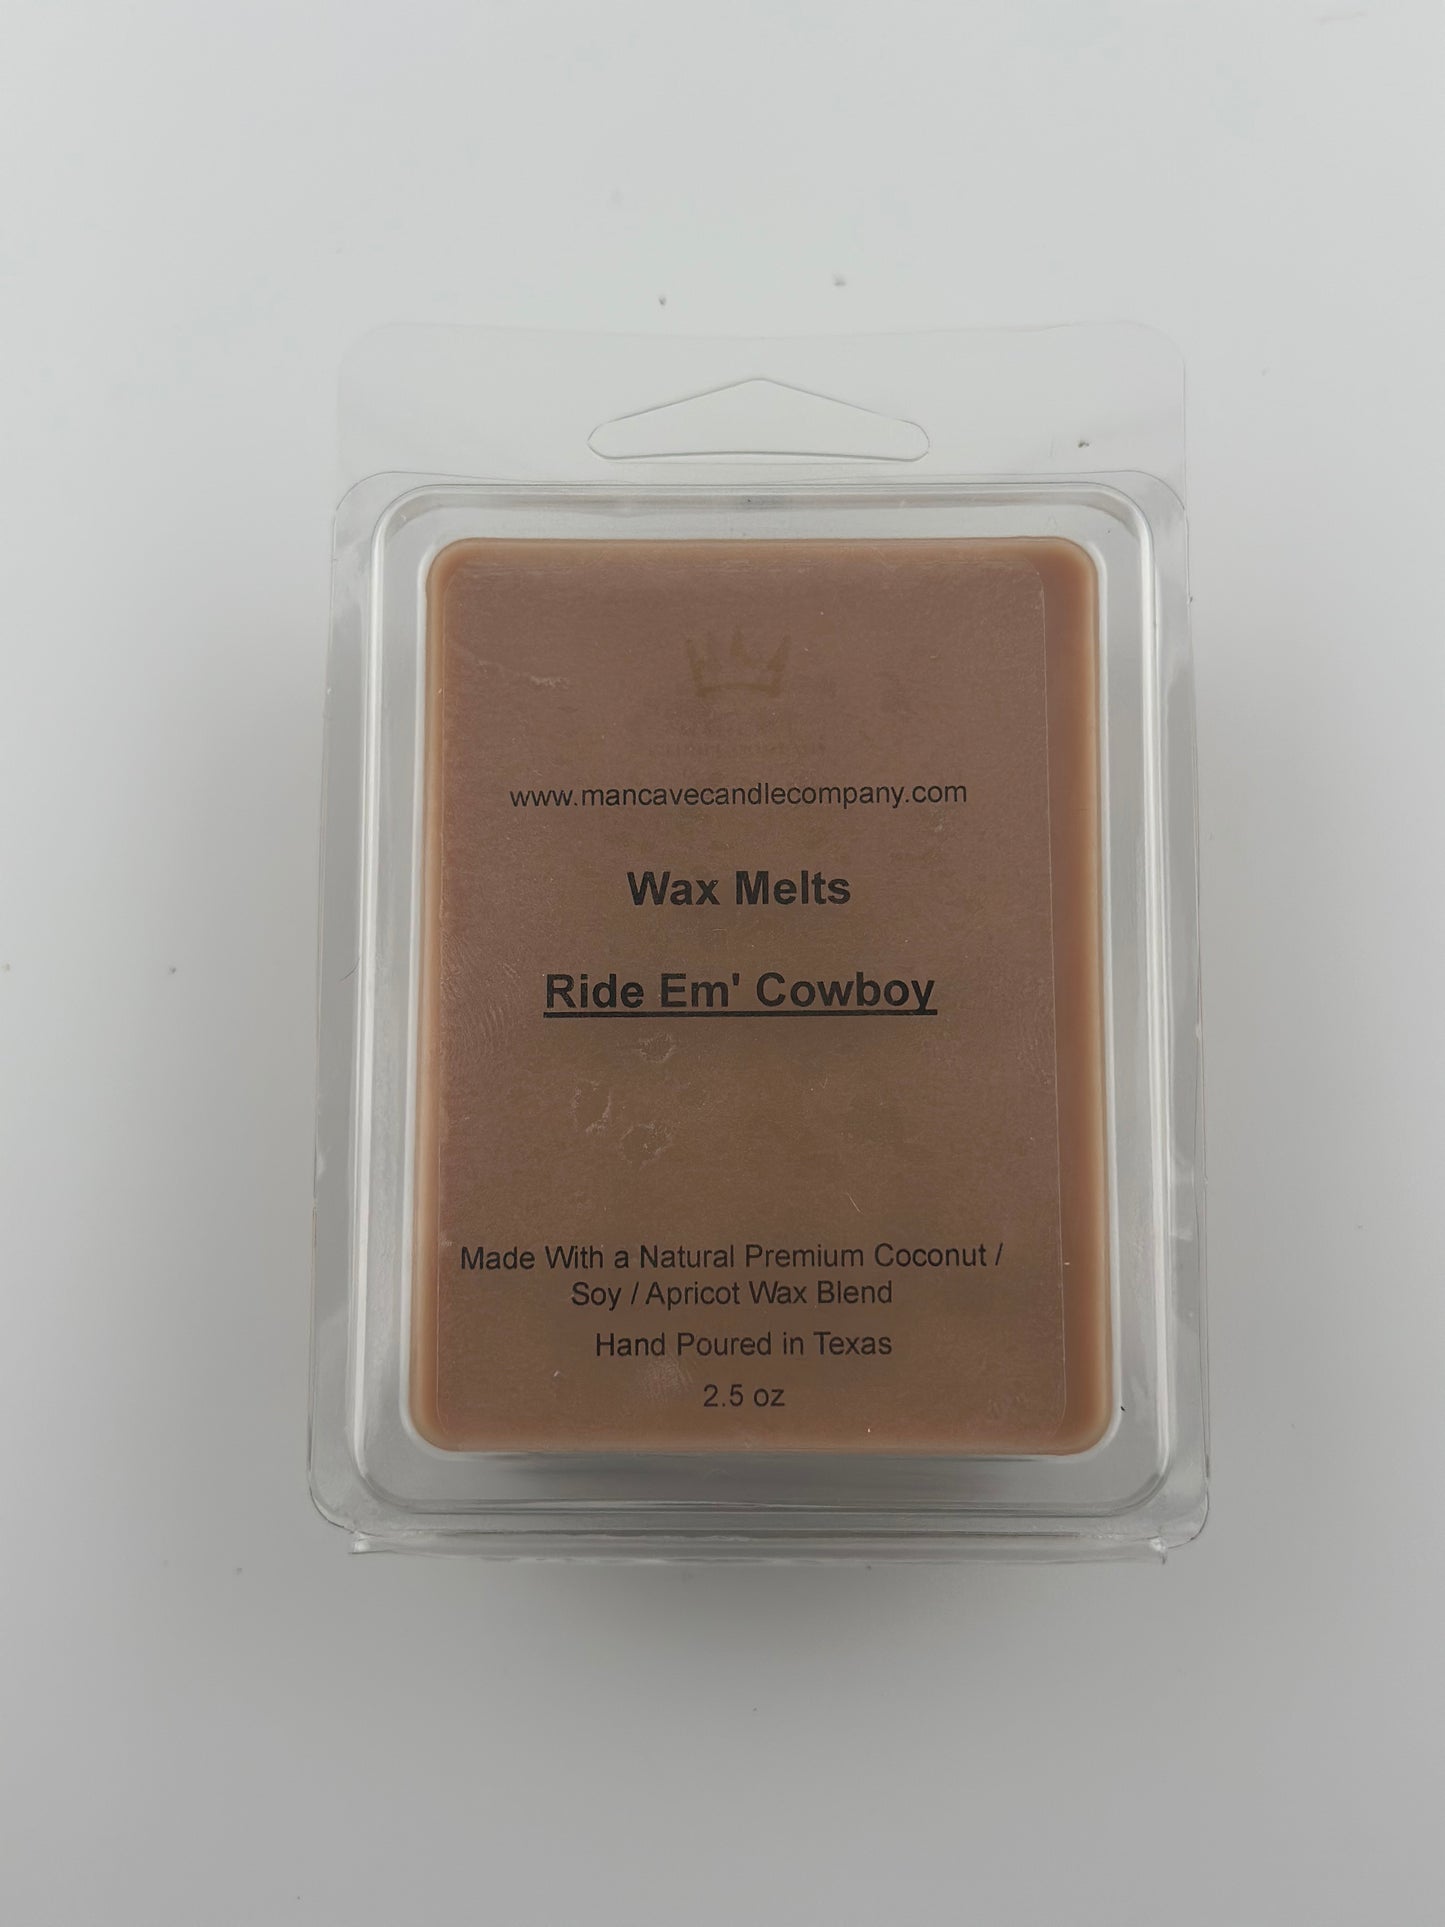 www.mancavecandlecompany.com
Wax Melts
Ride Em' Cowboy
Made With a Natural Premium Coconut /
Soy / Apricot Wax Blend
Hand Poured in Texas
2.5 oz